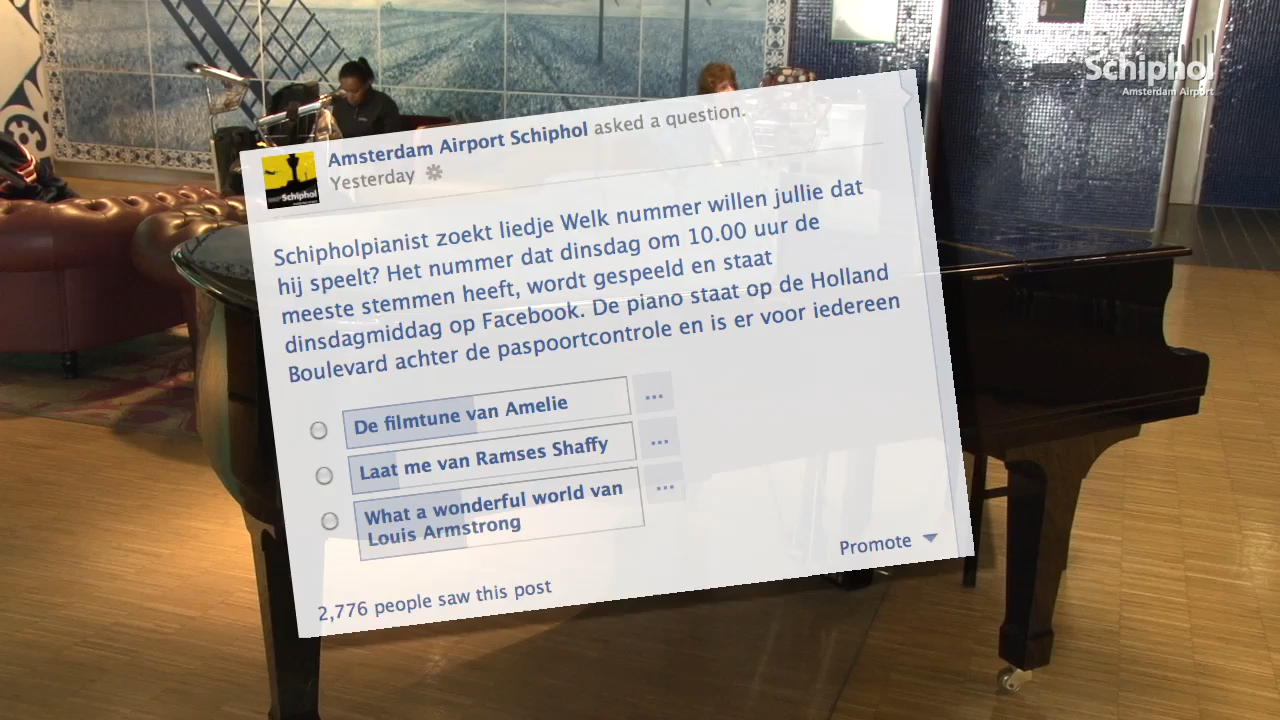 Schiphol
Amsterdam Airport
Amsterdam Airport Schiphol asked a question.
Yesterday
Schiphol
Schipholpianist zoekt liedje Welk nummer willen jullie dat
hij speelt? Het nummer dat dinsdag om 10.00 uur de
meeste stemmen heeft, wordt gespeeld en staat
dinsdagmiddag op Facebook. De piano staat op de Holland
Boulevard achter de paspoortcontrole en is er voor iedereen
De filmtune van Amelie
...
Laat me van Ramses Shaffy
...
What a wonderful world van
Louis Armstrong
...
Promote
2,776 people saw this post